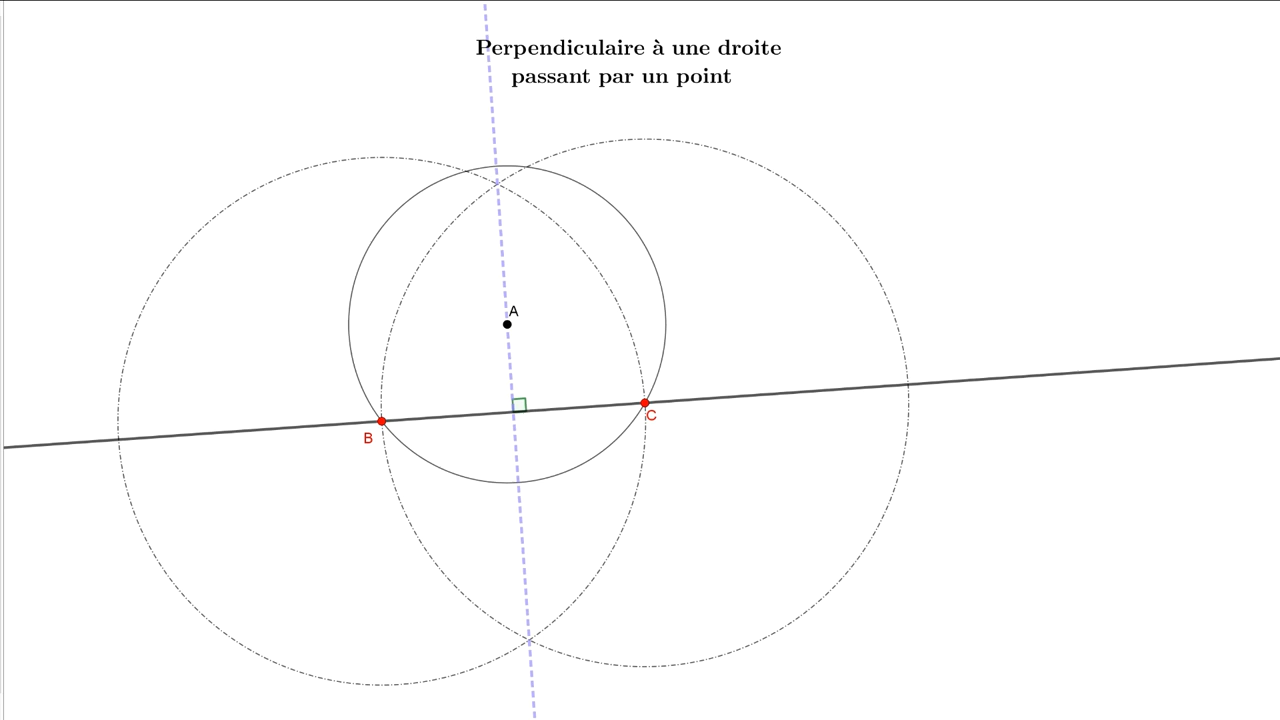 Perpendiculaire à une droite
passant par un point
A
B
C